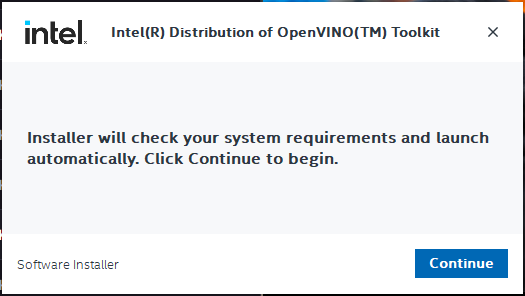 intel.
Intel(R) Distribution of OpenVINO(TM) Toolkit
Installer will check your system requirements and launch
automatically. Click Continue to begin.
Software Installer
Continue